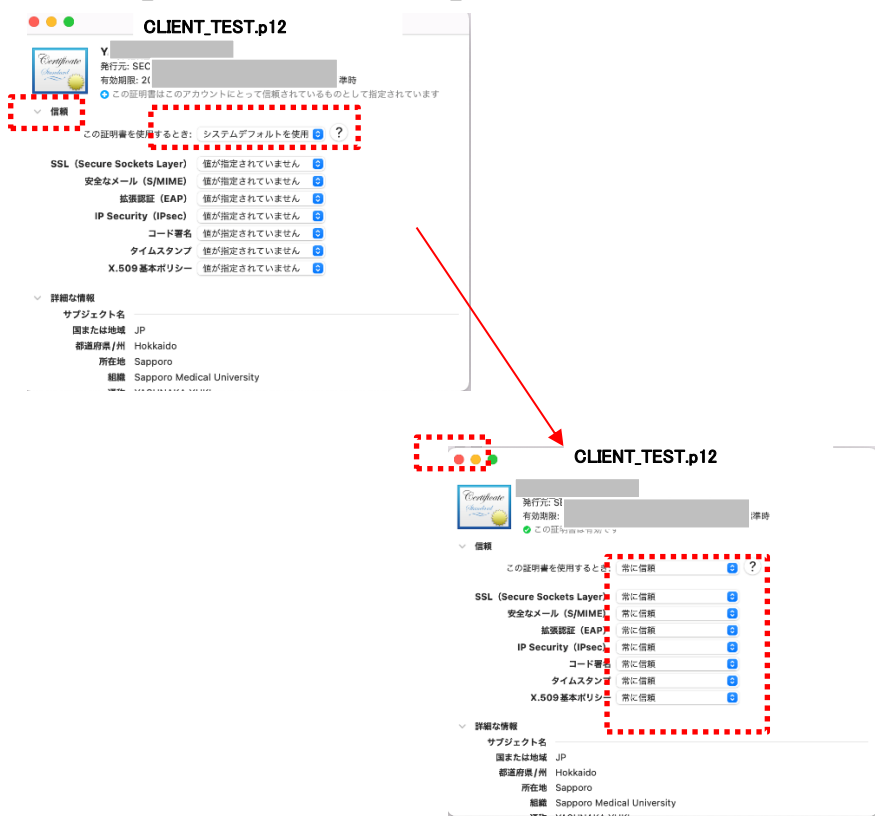 CLIENT_TEST.p12
Certificate
Standard
Y
発行元: SEC
有効期限: 2( 準時
この証明書はこのアカウントにとって信頼されているものとして指定されています
信頼
この証明書を使用するとき: システムデフォルトを使用 ?
SSL（Secure Sockets Layer） 値が指定されていません
安全なメール（S/MIME） 値が指定されていません
拡張認証（EAP） 値が指定されていません
IP Security（IPsec） 値が指定されていません
コード署名 値が指定されていません
タイムスタンプ 値が指定されていません
X.509基本ポリシー 値が指定されていません
詳細な情報
サブジェクト名
国または地域 JP
都道府県/州 Hokkaido
所在地 Sapporo
組織 Sapporo Medical University
CLIENT_TEST.p12
Certificate
Standard
発行元: SE
有効期限: 準時
この証明書は有効です
信頼
この証明書を使用するとき: 常に信頼 ?
SSL（Secure Sockets Layer） 常に信頼
安全なメール（S/MIME） 常に信頼
拡張認証（EAP） 常に信頼
IP Security（IPsec） 常に信頼
コード署名 常に信頼
タイムスタンプ 常に信頼
X.509基本ポリシー 常に信頼
詳細な情報
サブジェクト名
国または地域 JP
都道府県/州 Hokkaido
所在地 Sapporo
組織 Sapporo Medical University